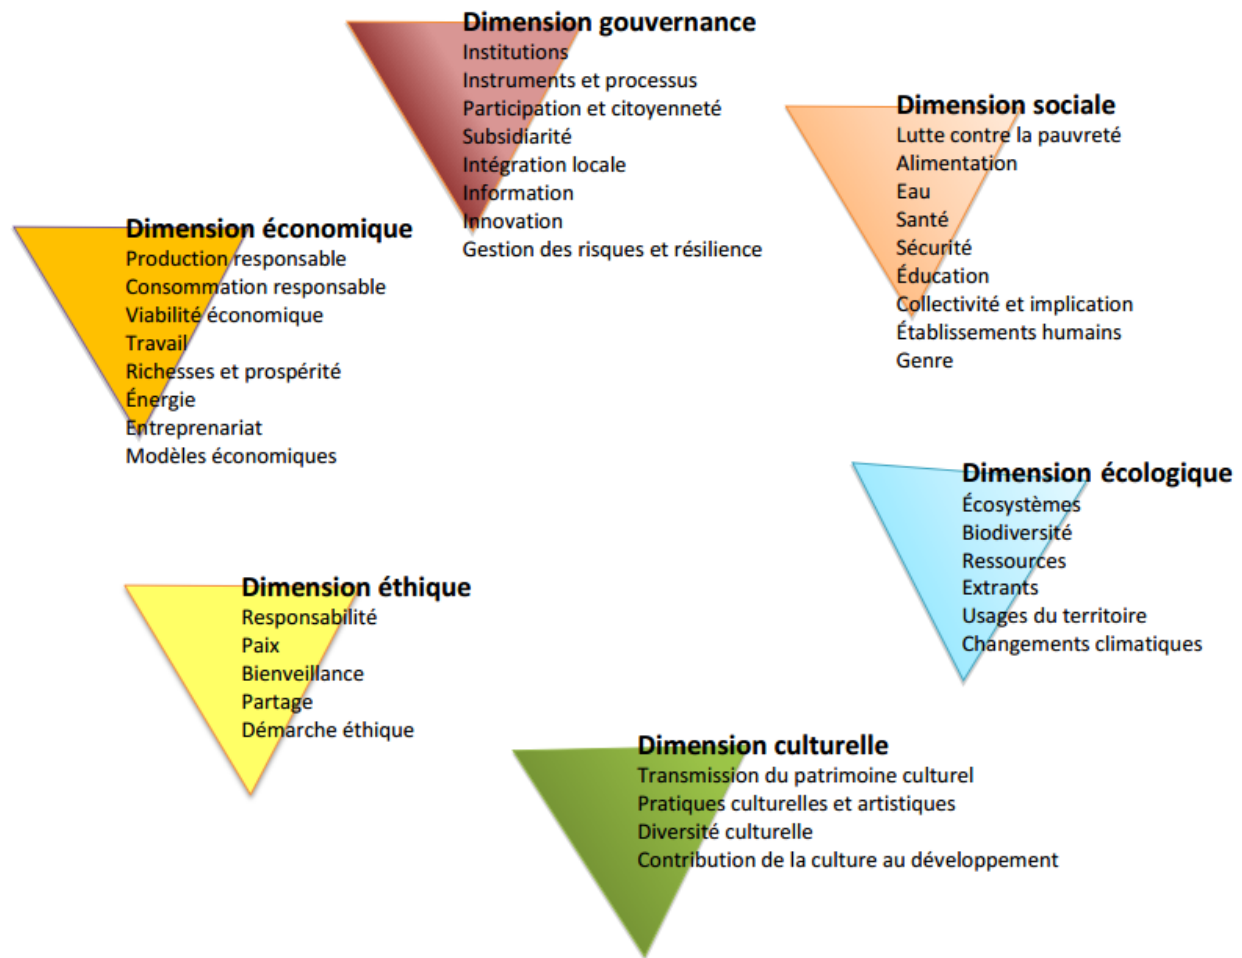 Dimension gouvernance
Institutions
Instruments et processus
Participation et citoyenneté
Subsidiarité
Intégration locale
Information
Innovation
Gestion des risques et résilience
Dimension sociale
Lutte contre la pauvreté
Alimentation
Eau
Santé
Sécurité
Éducation
Collectivité et implication
Établissements humains
Genre
Dimension économique
Production responsable
Consommation responsable
Viabilité économique
Travail
Richesses et prospérité
Énergie
Entreprenariat
Modèles économiques
Dimension écologique
Écosystèmes
Biodiversité
Ressources
Extrants
Usages du territoire
Changements climatiques
Dimension éthique
Responsabilité
Paix
Bienveillance
Partage
Démarche éthique
Dimension culturelle
Transmission du patrimoine culturel
Pratiques culturelles et artistiques
Diversité culturelle
Contribution de la culture au développement